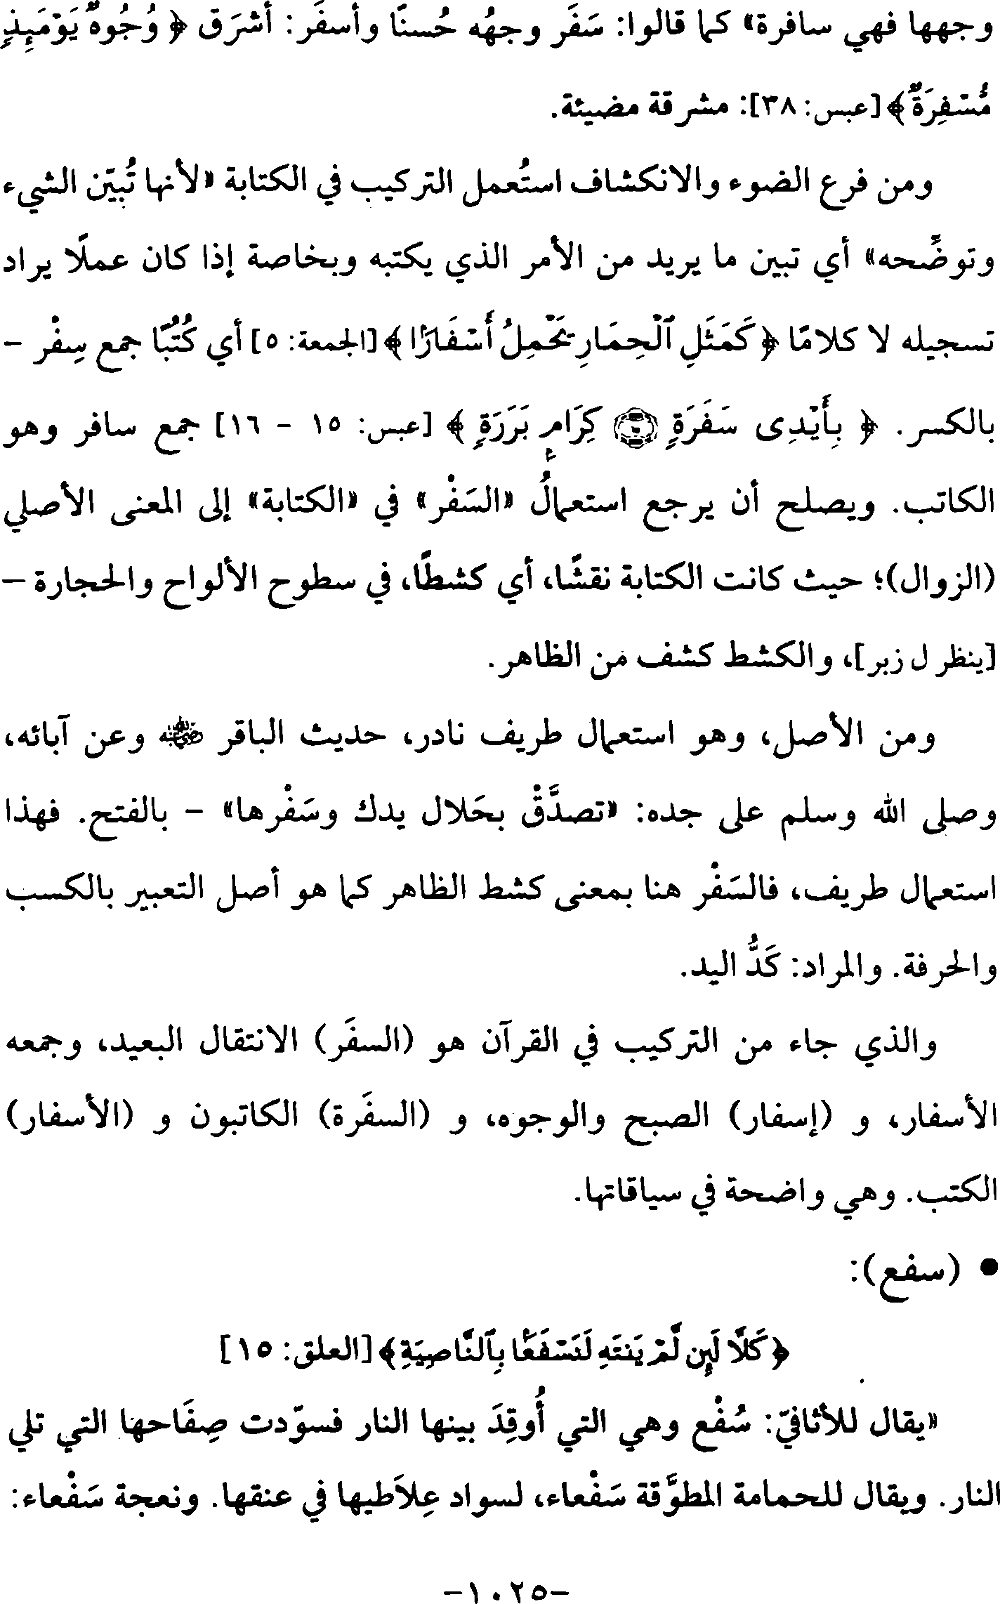 وجهها فهي سافرة» كما قالوا: سَفَر وجهُه حُسنًا وأسفَر: أشرَق ﴿ وُجُوهٌ يَوْمَئِذٍ
مُّسْفِرَةٌ ﴾ [عبس: ٣٨]: مشرقة مضيئة.
ومن فرع الضوء والانكشاف استُعمل التركيب في الكتابة «لأنها تُبيّن الشيء
وتوضِّحه» أي تبين ما يريد من الأمر الذي يكتبه وبخاصة إذا كان عملًا يراد
تسجيله لا كلامًا ﴿ كَمَثَلِ ٱلْحِمَارِ يَحْمِلُ أَسْفَارًا ﴾ [الجمعة: ٥] أي كُتُبًا جمع سِفْر –
بالكسر. ﴿ بِأَيْدِى سَفَرَةٍ ۝ كِرَامٍ بَرَرَةٍ ﴾ [عبس: ١٥ – ١٦] جمع سافر وهو
الكاتب. ويصلح أن يرجع استعمالُ «السَفْر» في «الكتابة» إلى المعنى الأصلي
(الزوال)؛ حيث كانت الكتابة نقشًا، أي كشطًا، في سطوح الألواح والحجارة –
[ينظر ل زبر]، والكشط كشف من الظاهر.
ومن الأصل، وهو استعمال طريف نادر، حديث الباقر رضي الله عنه وعن آبائه،
وصلى الله وسلم على جده: «تصدَّقْ بحَلال يدك وسَفْرها» – بالفتح. فهذا
استعمال طريف، فالسَفْر هنا بمعنى كشط الظاهر كما هو أصل التعبير بالكسب
والحرفة. والمراد: كَدُّ اليد.
والذي جاء من التركيب في القرآن هو (السفَر) الانتقال البعيد، وجمعه
الأسفار، و (إسفار) الصبح والوجوه، و (السفَرة) الكاتبون و (الأسفار)
الكتب. وهي واضحة في سياقاتها.
● (سفع):
﴿ كَلَّا لَئِن لَّمْ يَنتَهِ لَنَسْفَعًا بِٱلنَّاصِيَةِ ﴾ [العلق: ١٥]
«يقال للأثافيّ: سُفْع وهي التي أُوقِدَ بينها النار فسوّدت صِفَاحها التي تلي
النار. ويقال للحمامة المطوَّقة سَفْعاء، لسواد عِلاَطيها في عنقها. ونعجة سَفْعاء:
-١٠٢٥-